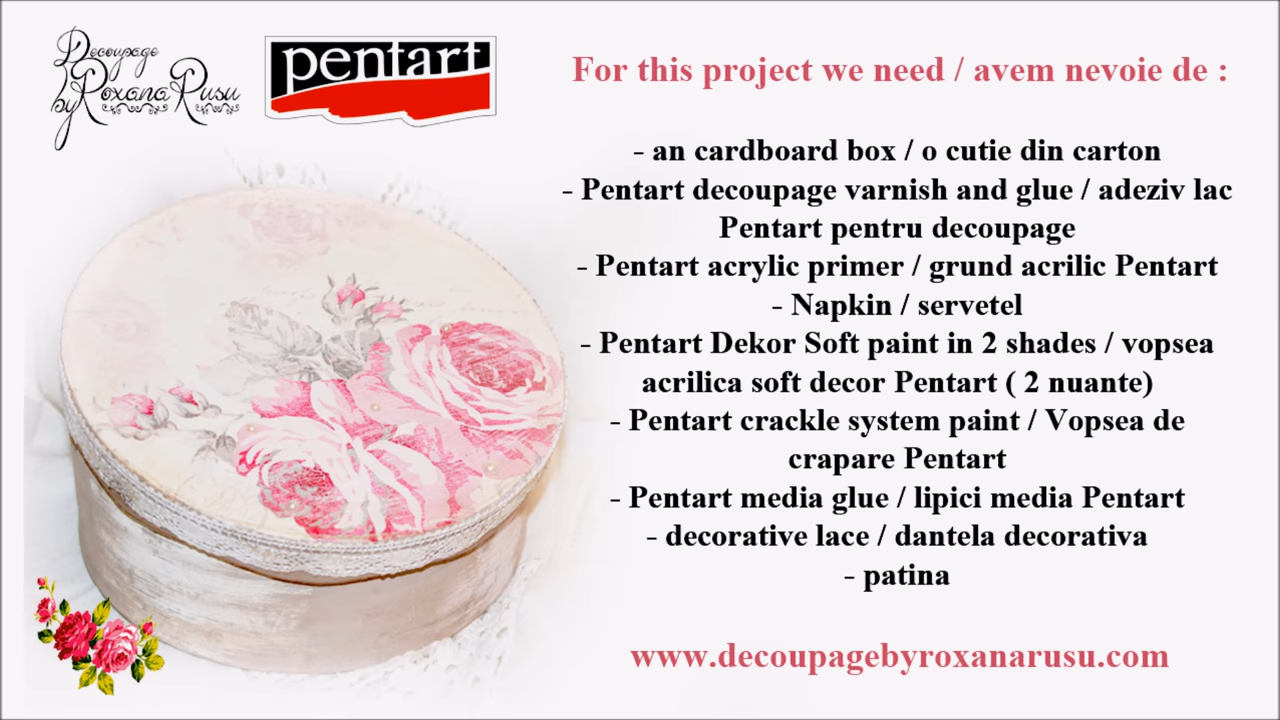 Decoupage
by Roxana Rusu
pentart
For this project we need / avem nevoie de :
- an cardboard box / o cutie din carton
- Pentart decoupage varnish and glue / adeziv lac
Pentart pentru decoupage
- Pentart acrylic primer / grund acrilic Pentart
- Napkin / servetel
- Pentart Dekor Soft paint in 2 shades / vopsea
acrilica soft decor Pentart ( 2 nuante)
- Pentart crackle system paint / Vopsea de
crapare Pentart
- Pentart media glue / lipici media Pentart
- decorative lace / dantela decorativa
- patina
www.decoupagebyroxanarusu.com